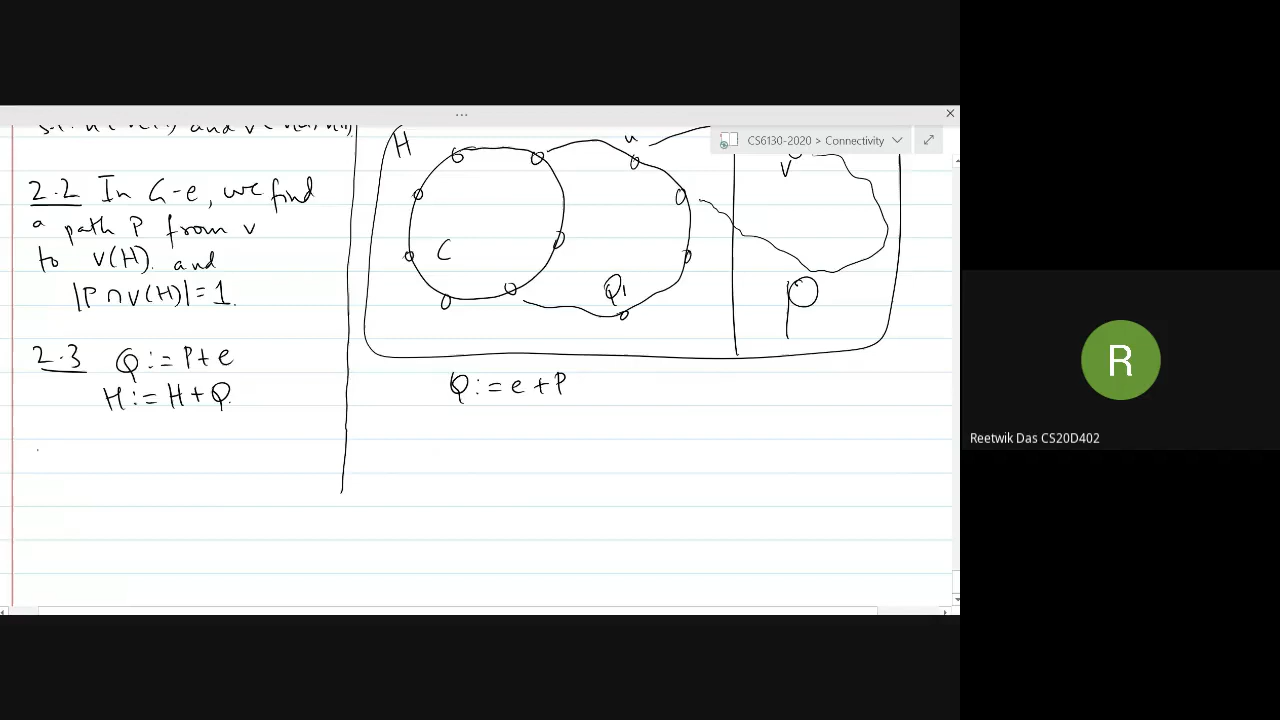 2.2 In G-e, we find
a path P from v
to V(H). and
|P ∩ V(H)| = 1.
2.3 Q := P+e
H := H+Q.
H
C
Q1
u
v
P
Q := e + P
CS6130-2020 > Connectivity
R
Reetwik Das CS20D402